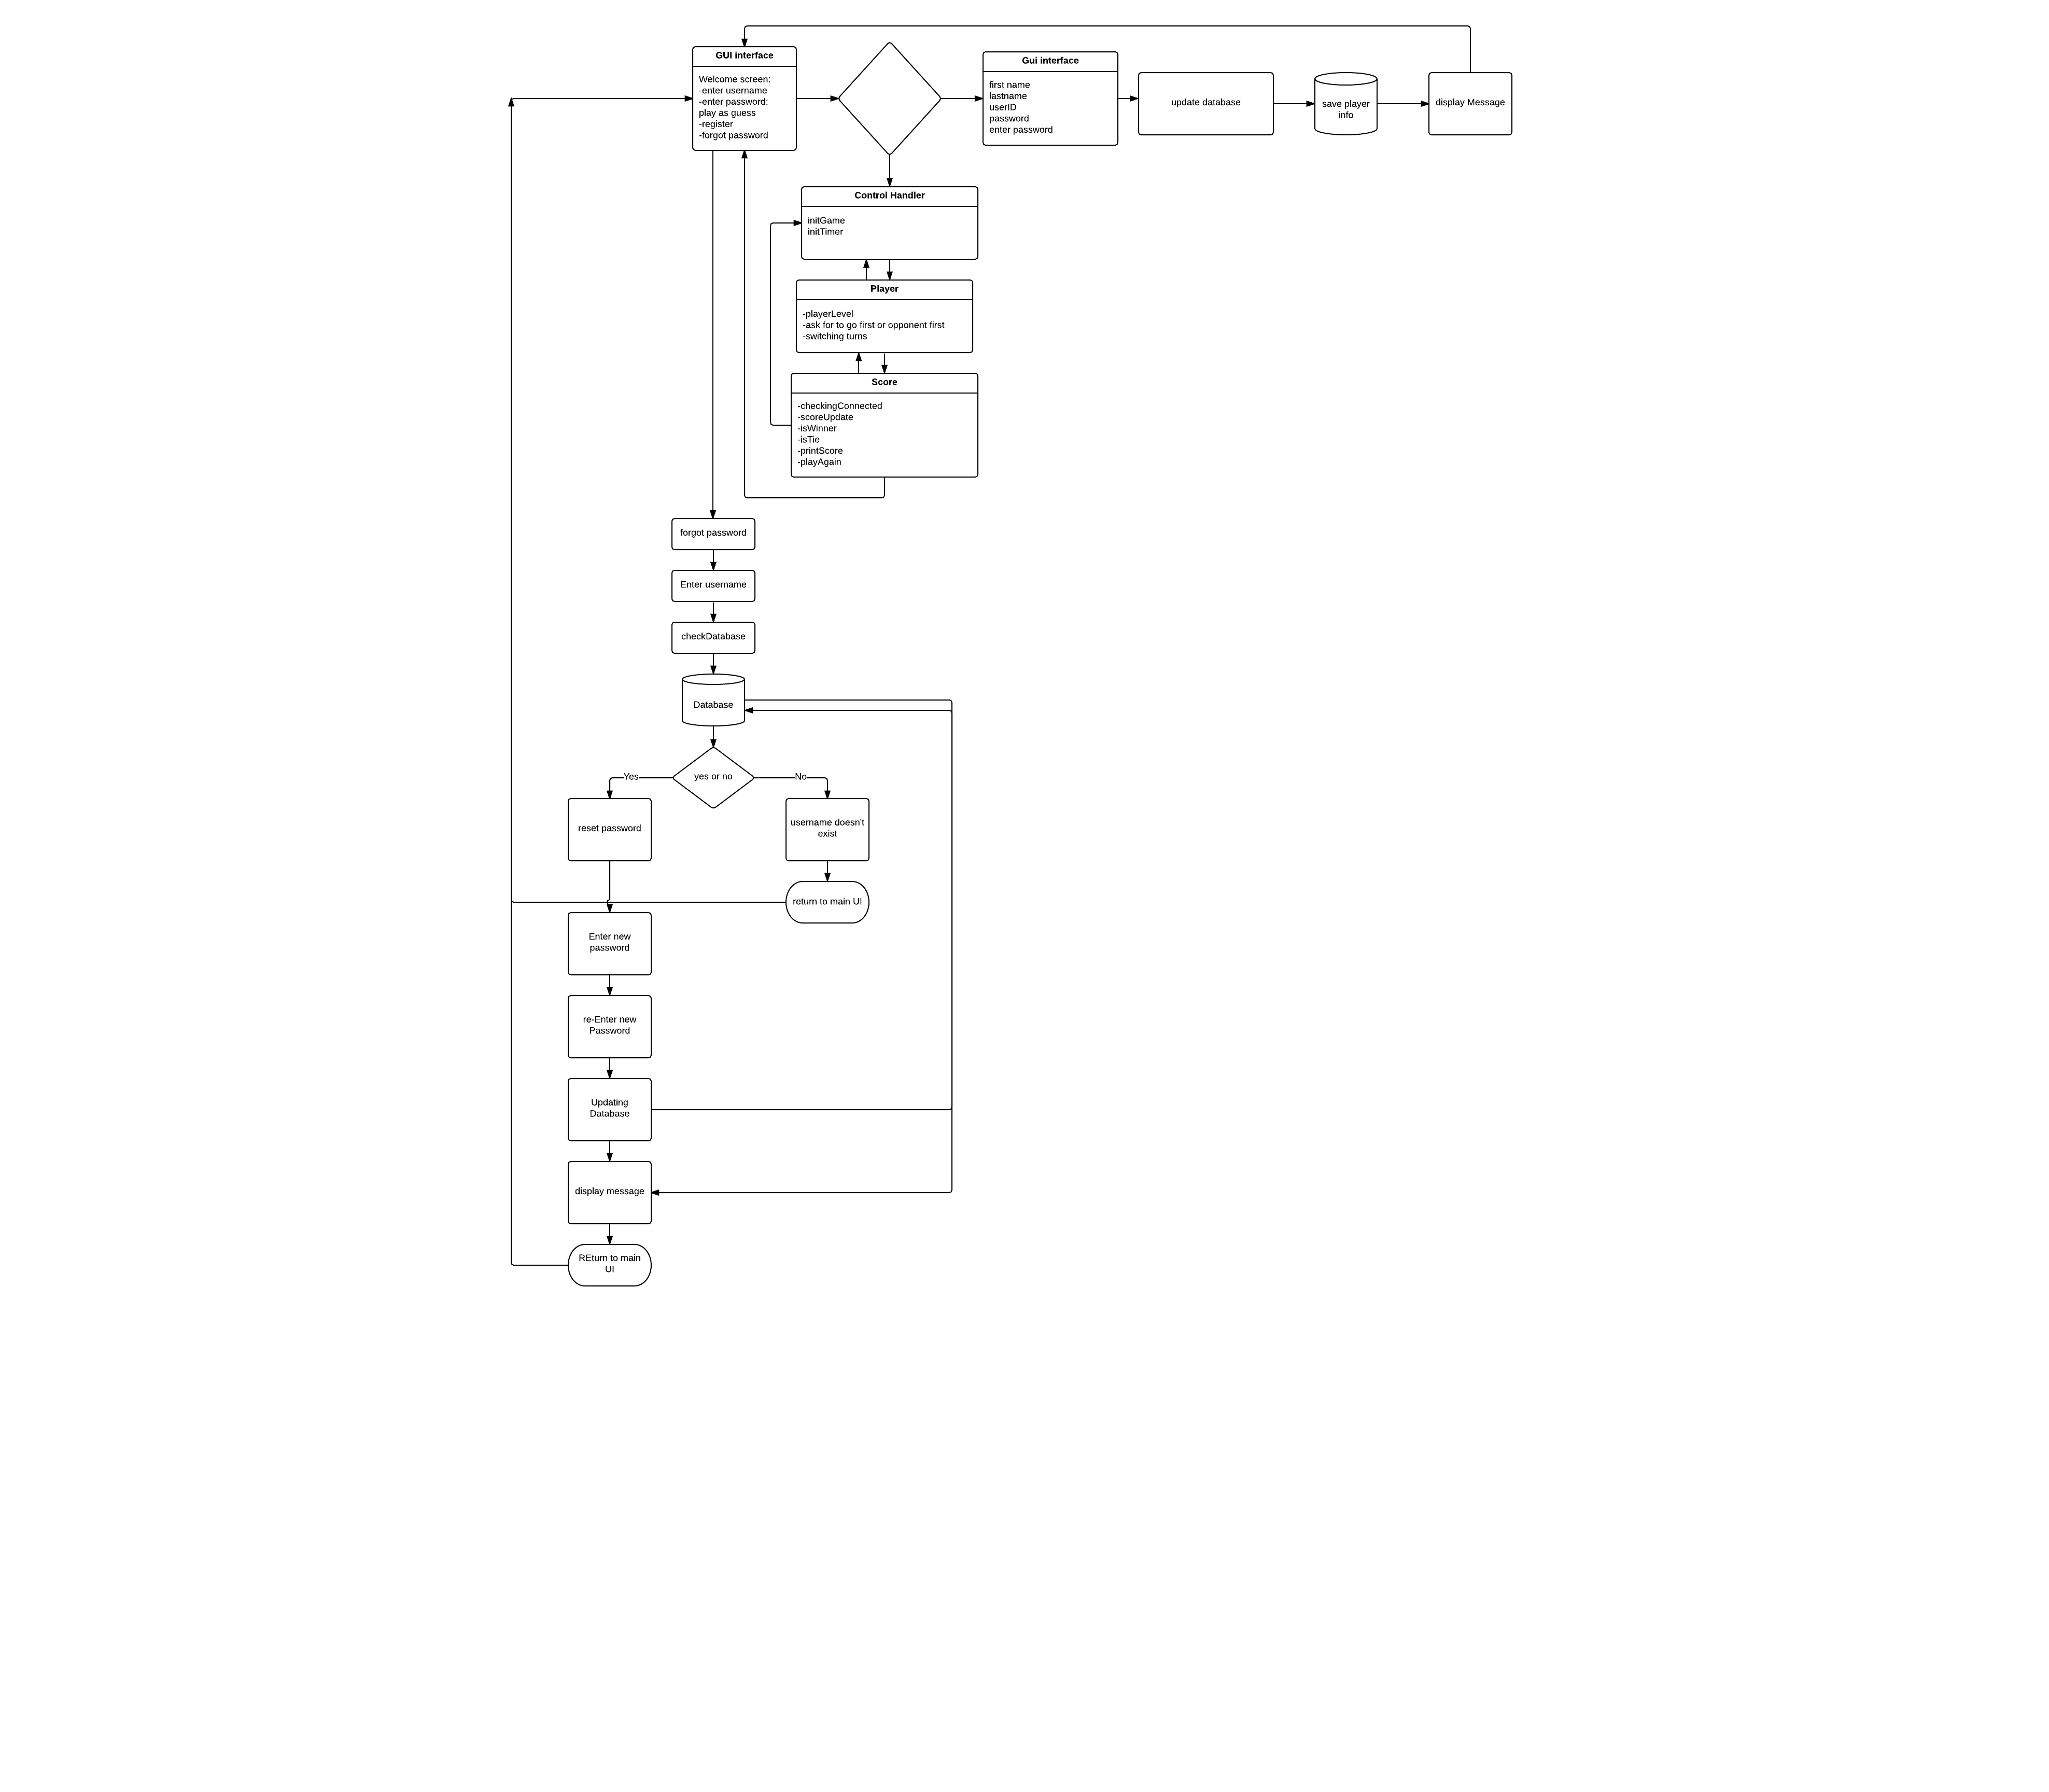 GUI interface
Welcome screen:
-enter username
-enter password:
play as guess
-register
-forgot password
Gui interface
first name
lastname
userID
password
enter password
update database
save player
info
display Message
Control Handler
initGame
initTimer
Player
-playerLevel
-ask for to go first or opponent first
-switching turns
Score
-checkingConnected
-scoreUpdate
-isWinner
-isTie
-printScore
-playAgain
forgot password
Enter username
checkDatabase
Database
yes or no
Yes
No
reset password
username doesn't
exist
return to main UI
Enter new
password
re-Enter new
Password
Updating
Database
display message
REturn to main
UI